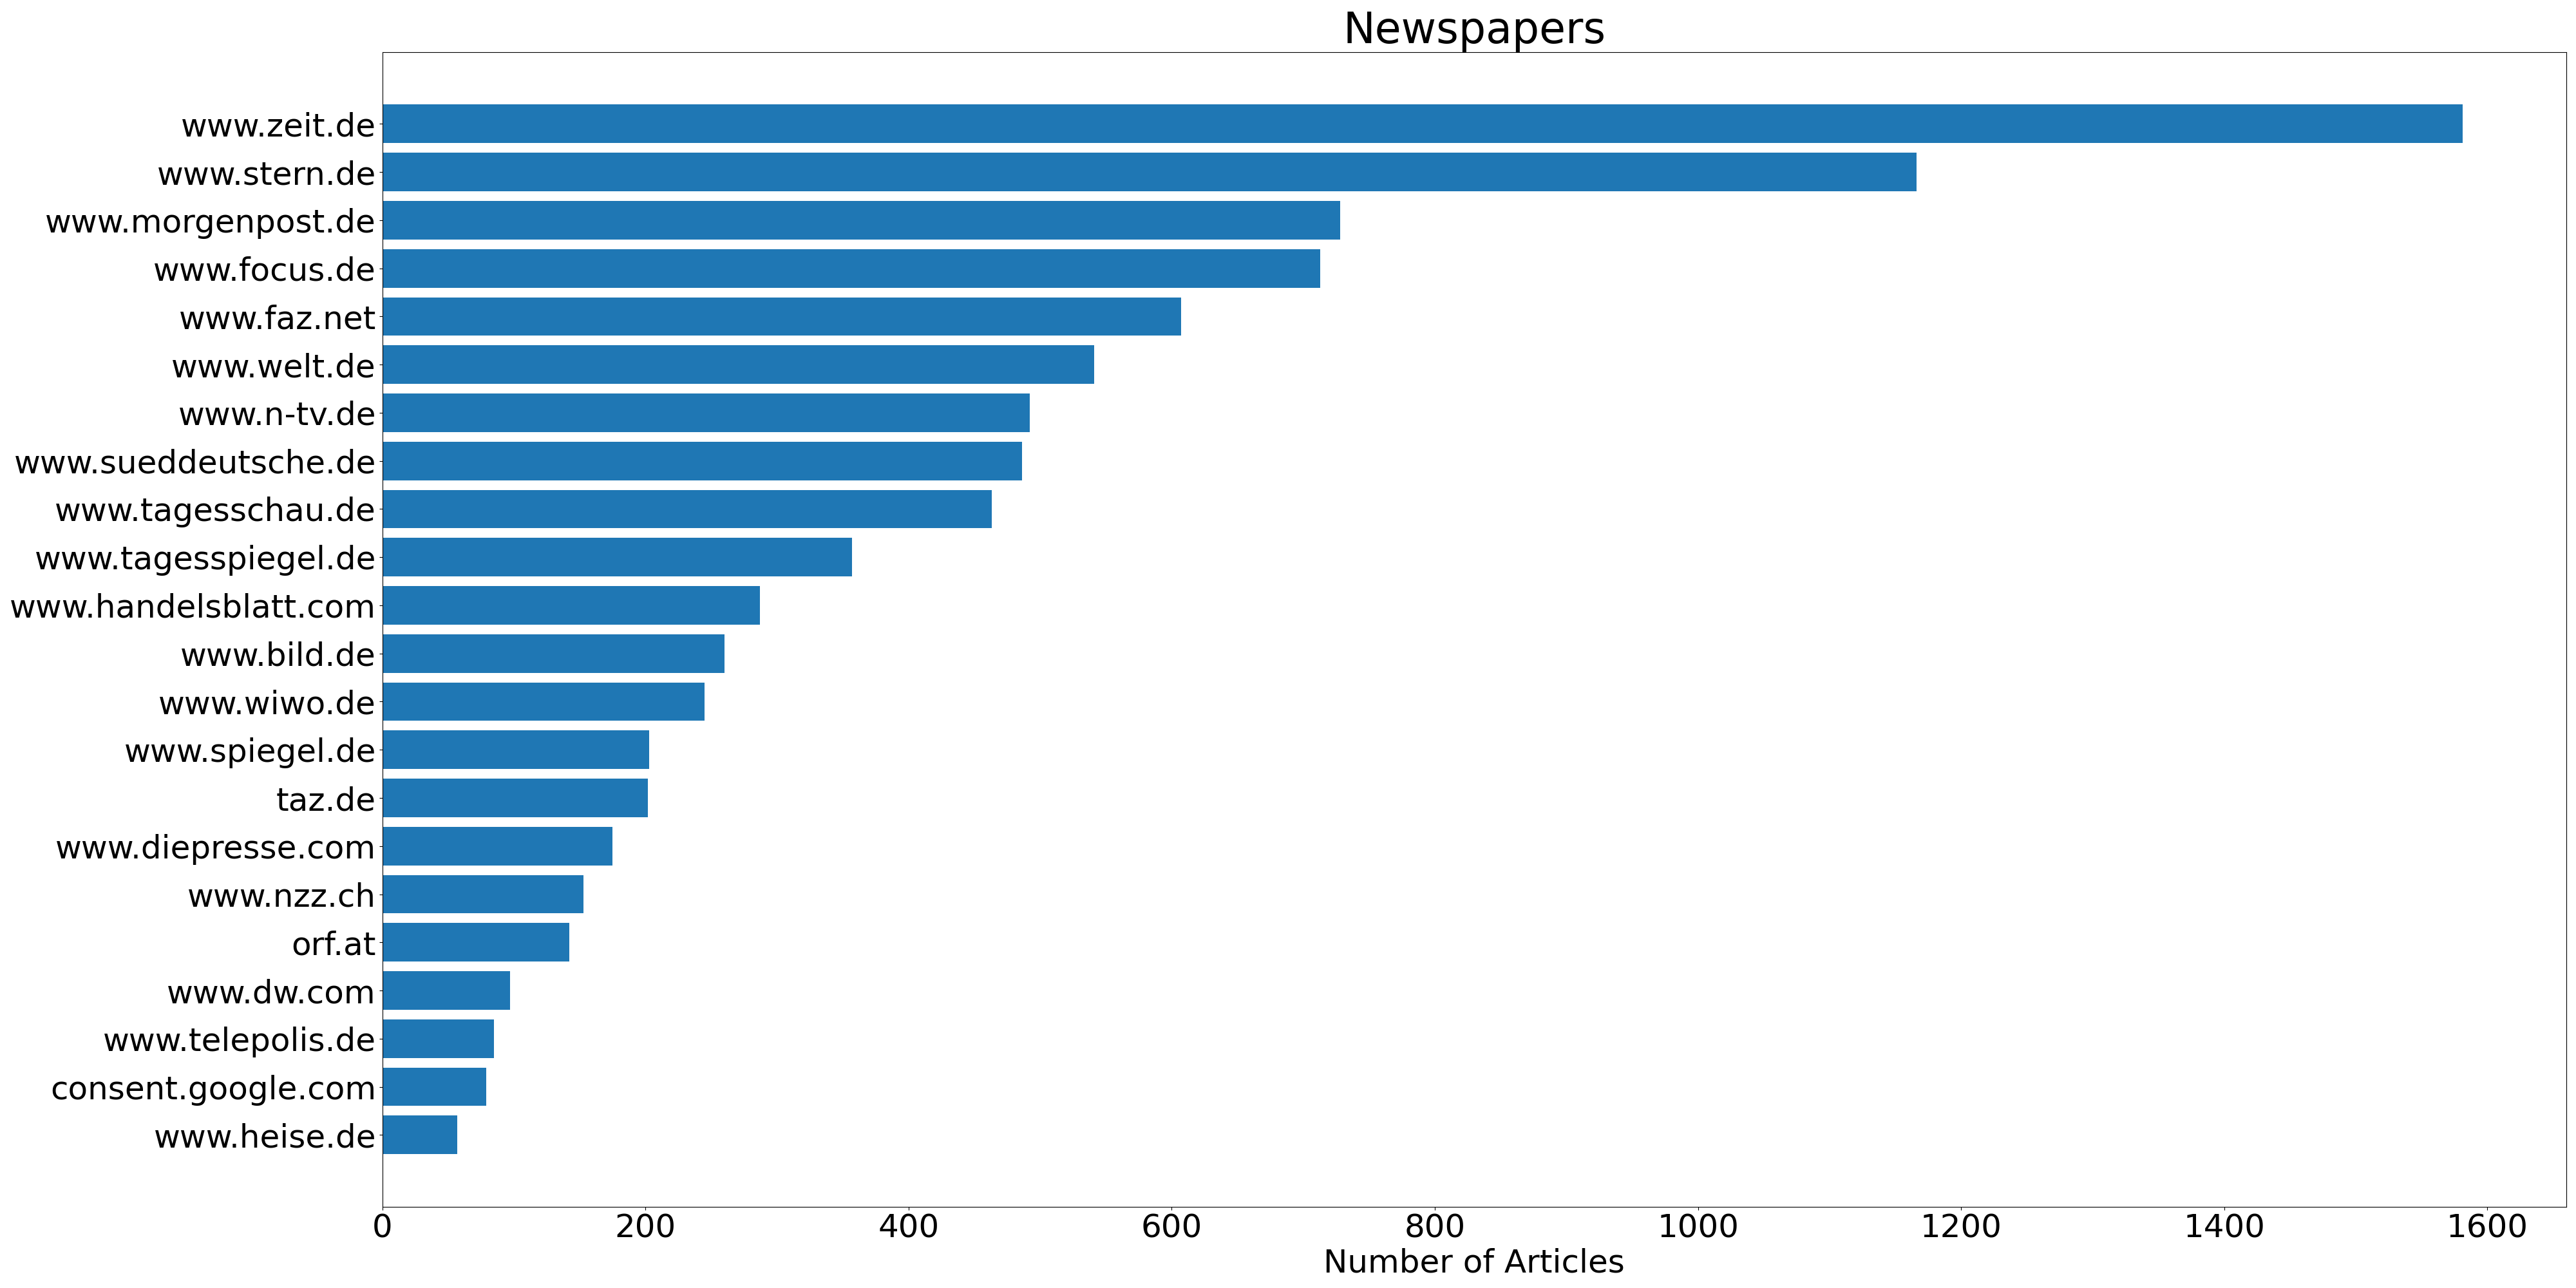 Newspapers
www.zeit.de
www.stern.de
www.morgenpost.de
www.focus.de
www.faz.net
www.welt.de
www.n-tv.de
www.sueddeutsche.de
www.tagesschau.de
www.tagesspiegel.de
www.handelsblatt.com
www.bild.de
www.wiwo.de
www.spiegel.de
taz.de
www.diepresse.com
www.nzz.ch
orf.at
www.dw.com
www.telepolis.de
consent.google.com
www.heise.de
0 200 400 600 800 1000 1200 1400 1600
Number of Articles